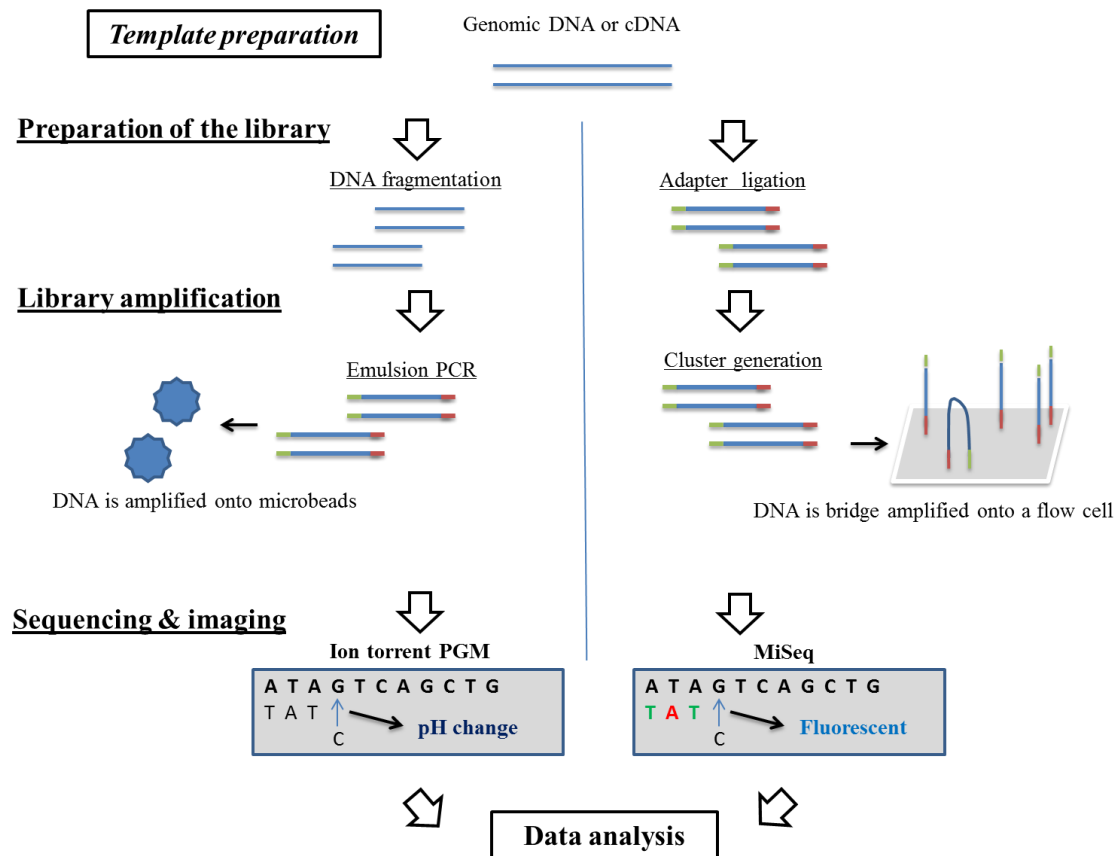 Template preparation
Genomic DNA or cDNA
Preparation of the library
DNA fragmentation
Adapter ligation
Library amplification
Emulsion PCR
Cluster generation
DNA is amplified onto microbeads
DNA is bridge amplified onto a flow cell
Sequencing & imaging
Ion torrent PGM
A T A G T C A G C T G
T A T
pH change
C
MiSeq
A T A G T C A G C T G
T A T
Fluorescent
C
Data analysis